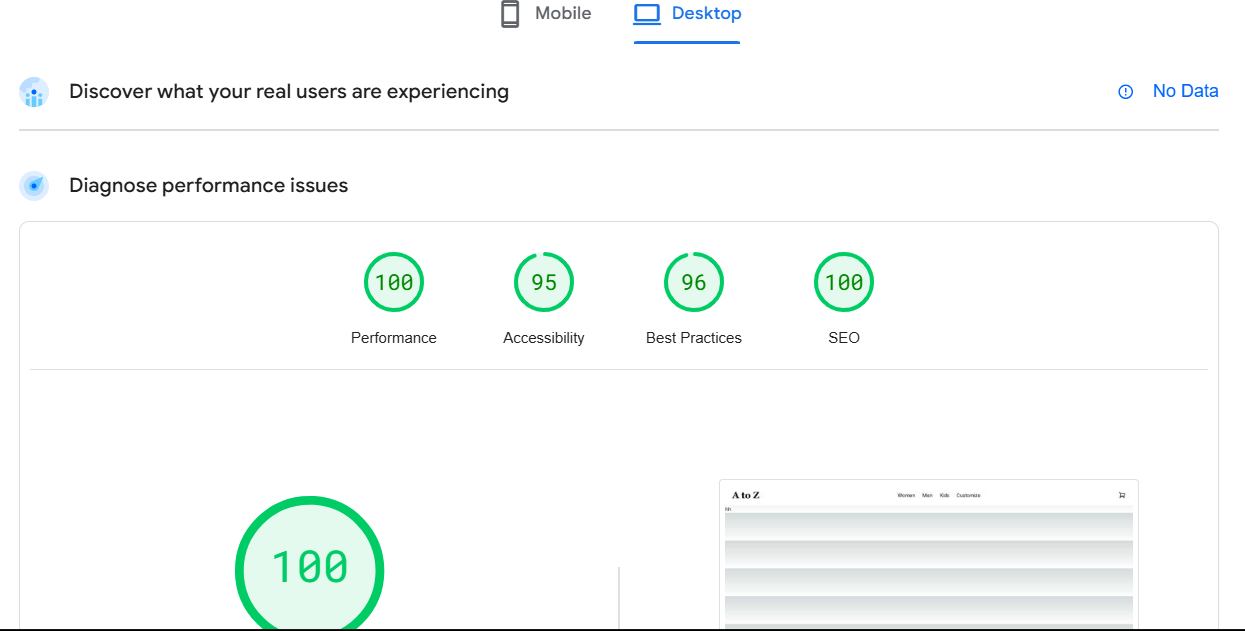 Mobile Desktop
Discover what your real users are experiencing No Data
Diagnose performance issues
100 95 96 100
Performance Accessibility Best Practices SEO
A to Z Women Men Kids Customize
100